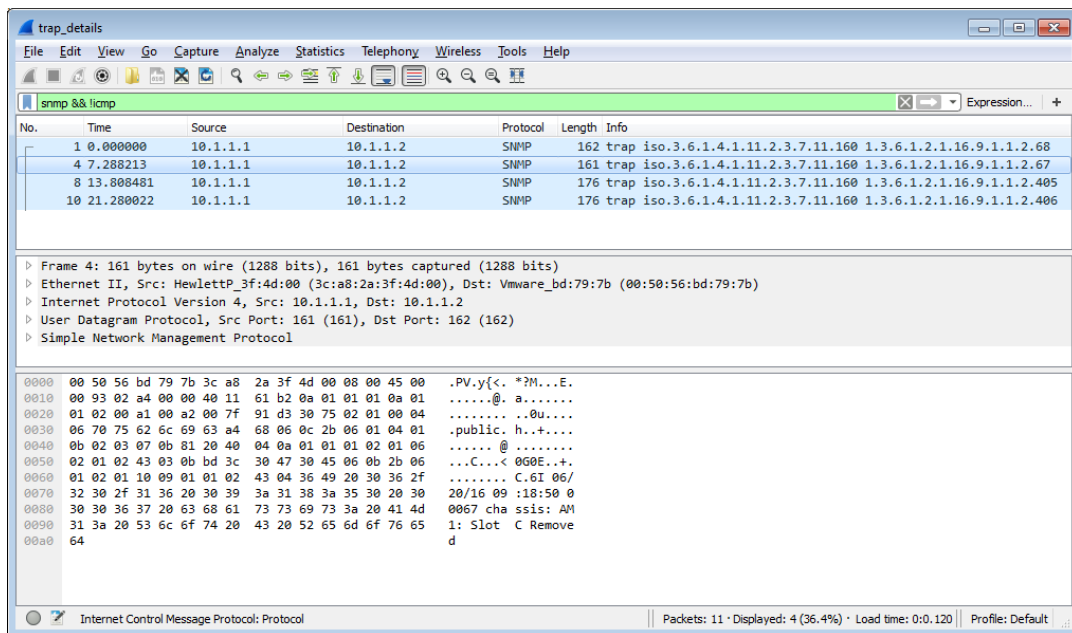 trap_details
File Edit View Go Capture Analyze Statistics Telephony Wireless Tools Help
snmp && !icmp Expression... +
No. Time Source Destination Protocol Length Info
1 0.000000 10.1.1.1 10.1.1.2 SNMP 162 trap iso.3.6.1.4.1.11.2.3.7.11.160 1.3.6.1.2.1.16.9.1.1.2.68
4 7.288213 10.1.1.1 10.1.1.2 SNMP 161 trap iso.3.6.1.4.1.11.2.3.7.11.160 1.3.6.1.2.1.16.9.1.1.2.67
8 13.808481 10.1.1.1 10.1.1.2 SNMP 176 trap iso.3.6.1.4.1.11.2.3.7.11.160 1.3.6.1.2.1.16.9.1.1.2.405
10 21.280022 10.1.1.1 10.1.1.2 SNMP 176 trap iso.3.6.1.4.1.11.2.3.7.11.160 1.3.6.1.2.1.16.9.1.1.2.406
Frame 4: 161 bytes on wire (1288 bits), 161 bytes captured (1288 bits)
Ethernet II, Src: HewlettP_3f:4d:00 (3c:a8:2a:3f:4d:00), Dst: Vmware_bd:79:7b (00:50:56:bd:79:7b)
Internet Protocol Version 4, Src: 10.1.1.1, Dst: 10.1.1.2
User Datagram Protocol, Src Port: 161 (161), Dst Port: 162 (162)
Simple Network Management Protocol
0000 00 50 56 bd 79 7b 3c a8 2a 3f 4d 00 08 00 45 00 .PV.y{<. *?M...E.
0010 00 93 02 a4 00 00 40 11 61 b2 0a 01 01 01 0a 01 ......@. a.......
0020 01 02 00 a1 00 a2 00 7f 91 d3 30 75 02 01 00 04 ........ ..0u....
0030 06 70 75 62 6c 69 63 a4 68 06 0c 2b 06 01 04 01 .public. h..+....
0040 0b 02 03 07 0b 81 20 40 04 0a 01 01 01 02 01 06 ...... @ ........
0050 02 01 02 43 03 0b bd 3c 30 47 30 45 06 0b 2b 06 ...C...< 0G0E..+.
0060 01 02 01 10 09 01 01 02 43 04 36 49 20 30 36 2f ........ C.6I 06/
0070 32 30 2f 31 36 20 30 39 3a 31 38 3a 35 30 20 30 20/16 09 :18:50 0
0080 30 30 36 37 20 63 68 61 73 73 69 73 3a 20 41 4d 0067 cha ssis: AM
0090 31 3a 20 53 6c 6f 74 20 43 20 52 65 6d 6f 76 65 1: Slot C Remove
00a0 64 d
Internet Control Message Protocol: Protocol Packets: 11 · Displayed: 4 (36.4%) · Load time: 0:0.120 Profile: Default